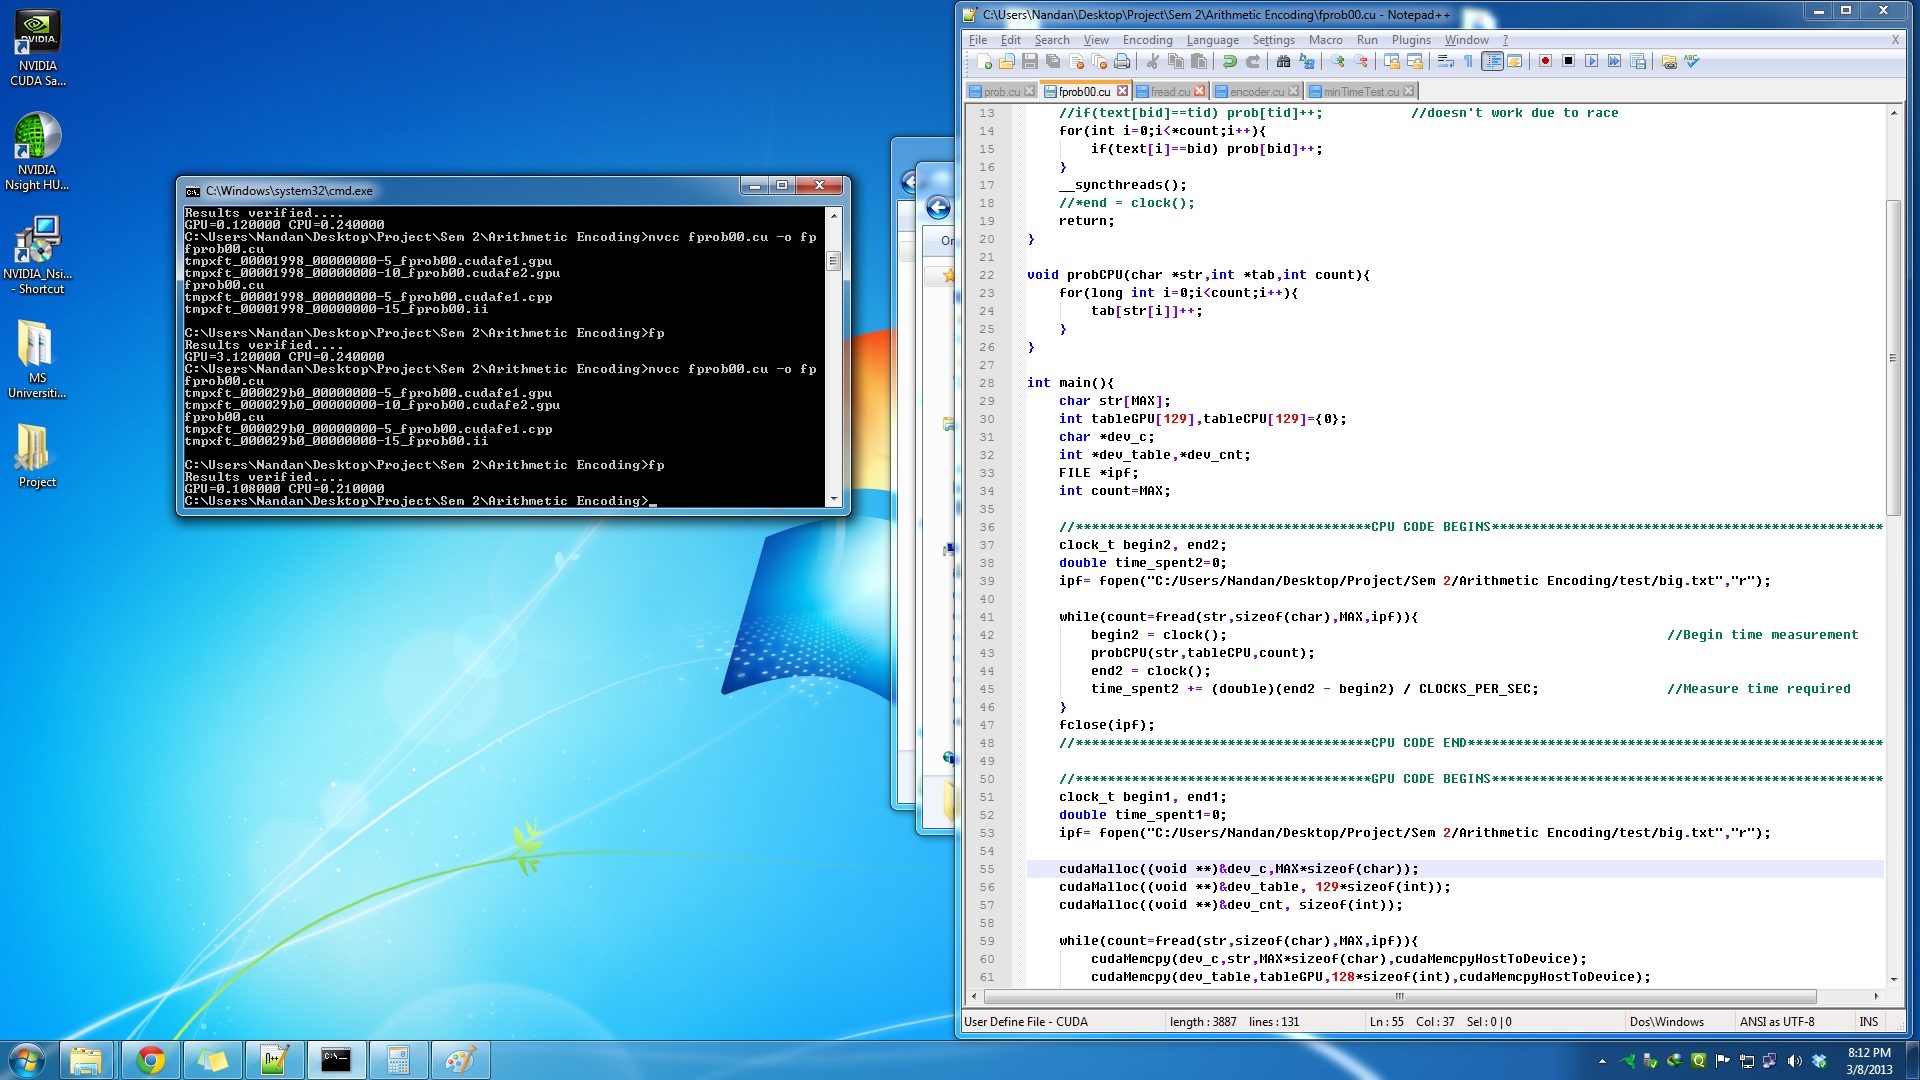 NVIDIA
CUDA Sa...
NVIDIA
Nsight HU...
NVIDIA_Nsi...
- Shortcut
MS
Universiti...
Project
C:\Windows\system32\cmd.exe
Results verified....
GPU=0.120000 CPU=0.240000
C:\Users\Nandan\Desktop\Project\Sem 2\Arithmetic Encoding>nvcc fprob00.cu -o fp
fprob00.cu
tmpxft_00001998_00000000-5_fprob00.cudafe1.gpu
tmpxft_00001998_00000000-10_fprob00.cudafe2.gpu
fprob00.cu
tmpxft_00001998_00000000-5_fprob00.cudafe1.cpp
tmpxft_00001998_00000000-15_fprob00.ii
C:\Users\Nandan\Desktop\Project\Sem 2\Arithmetic Encoding>fp
Results verified....
GPU=3.120000 CPU=0.240000
C:\Users\Nandan\Desktop\Project\Sem 2\Arithmetic Encoding>nvcc fprob00.cu -o fp
fprob00.cu
tmpxft_000029b0_00000000-5_fprob00.cudafe1.gpu
tmpxft_000029b0_00000000-10_fprob00.cudafe2.gpu
fprob00.cu
tmpxft_000029b0_00000000-5_fprob00.cudafe1.cpp
tmpxft_000029b0_00000000-15_fprob00.ii
C:\Users\Nandan\Desktop\Project\Sem 2\Arithmetic Encoding>fp
Results verified....
GPU=0.108000 CPU=0.210000
C:\Users\Nandan\Desktop\Project\Sem 2\Arithmetic Encoding>_
C:\Users\Nandan\Desktop\Project\Sem 2\Arithmetic Encoding\fprob00.cu - Notepad++
File Edit Search View Encoding Language Settings Macro Run Plugins Window ? X
prob.cu fprob00.cu fread.cu encoder.cu minTimeTest.cu
13 //if(text[bid]==tid) prob[tid]++; //doesn't work due to race
14 for(int i=0;i<*count;i++){
15 if(text[i]==bid) prob[bid]++;
16 }
17 __syncthreads();
18 //*end = clock();
19 return;
20 }
21
22 void probCPU(char *str,int *tab,int count){
23 for(long int i=0;i<count;i++){
24 tab[str[i]]++;
25 }
26 }
27
28 int main(){
29 char str[MAX];
30 int tableGPU[129],tableCPU[129]={0};
31 char *dev_c;
32 int *dev_table,*dev_cnt;
33 FILE *ipf;
34 int count=MAX;
35
36 //*************************************CPU CODE BEGINS*************************************************
37 clock_t begin2, end2;
38 double time_spent2=0;
39 ipf= fopen("C:/Users/Nandan/Desktop/Project/Sem 2/Arithmetic Encoding/test/big.txt","r");
40
41 while(count=fread(str,sizeof(char),MAX,ipf)){
42 begin2 = clock(); //Begin time measurement
43 probCPU(str,tableCPU,count);
44 end2 = clock();
45 time_spent2 += (double)(end2 - begin2) / CLOCKS_PER_SEC; //Measure time required
46 }
47 fclose(ipf);
48 //*************************************CPU CODE END****************************************************
49
50 //*************************************GPU CODE BEGINS*************************************************
51 clock_t begin1, end1;
52 double time_spent1=0;
53 ipf= fopen("C:/Users/Nandan/Desktop/Project/Sem 2/Arithmetic Encoding/test/big.txt","r");
54
55 cudaMalloc((void **)&dev_c,MAX*sizeof(char));
56 cudaMalloc((void **)&dev_table, 129*sizeof(int));
57 cudaMalloc((void **)&dev_cnt, sizeof(int));
58
59 while(count=fread(str,sizeof(char),MAX,ipf)){
60 cudaMemcpy(dev_c,str,MAX*sizeof(char),cudaMemcpyHostToDevice);
61 cudaMemcpy(dev_table,tableGPU,128*sizeof(int),cudaMemcpyHostToDevice);
User Define File - CUDA length : 3887 lines : 131 Ln : 55 Col : 37 Sel : 0 | 0 Dos\Windows ANSI as UTF-8 INS
8:12 PM
3/8/2013